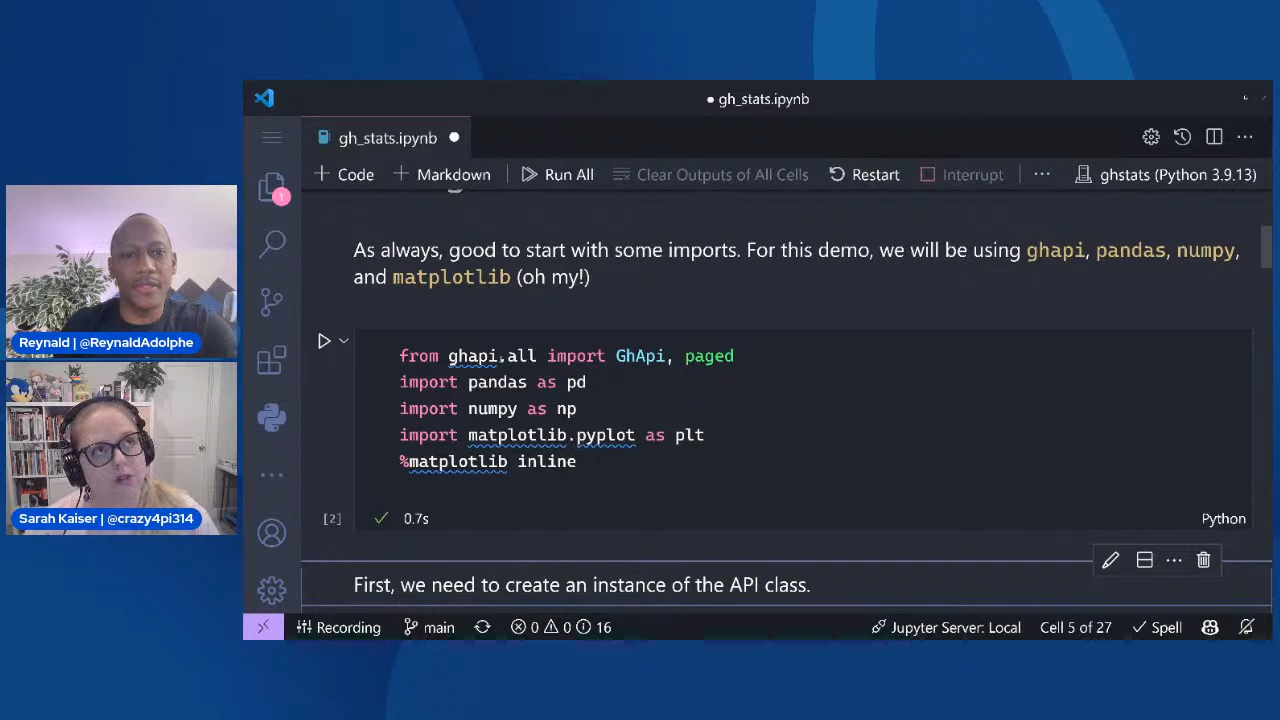 gh_stats.ipynb
gh_stats.ipynb
Code
Markdown
Run All
Clear Outputs of All Cells
Restart
Interrupt
ghstats (Python 3.9.13)
1
As always, good to start with some imports. For this demo, we will be using ghapi, pandas, numpy,
and matplotlib (oh my!)
from ghapi.all import GhApi, paged
import pandas as pd
import numpy as np
import matplotlib.pyplot as plt
%matplotlib inline
[2]
0.7s
Python
First, we need to create an instance of the API class.
Recording
main
0
0
16
Jupyter Server: Local
Cell 5 of 27
Spell
Reynald | @ReynaldAdolphe
Sarah Kaiser | @crazy4pi314